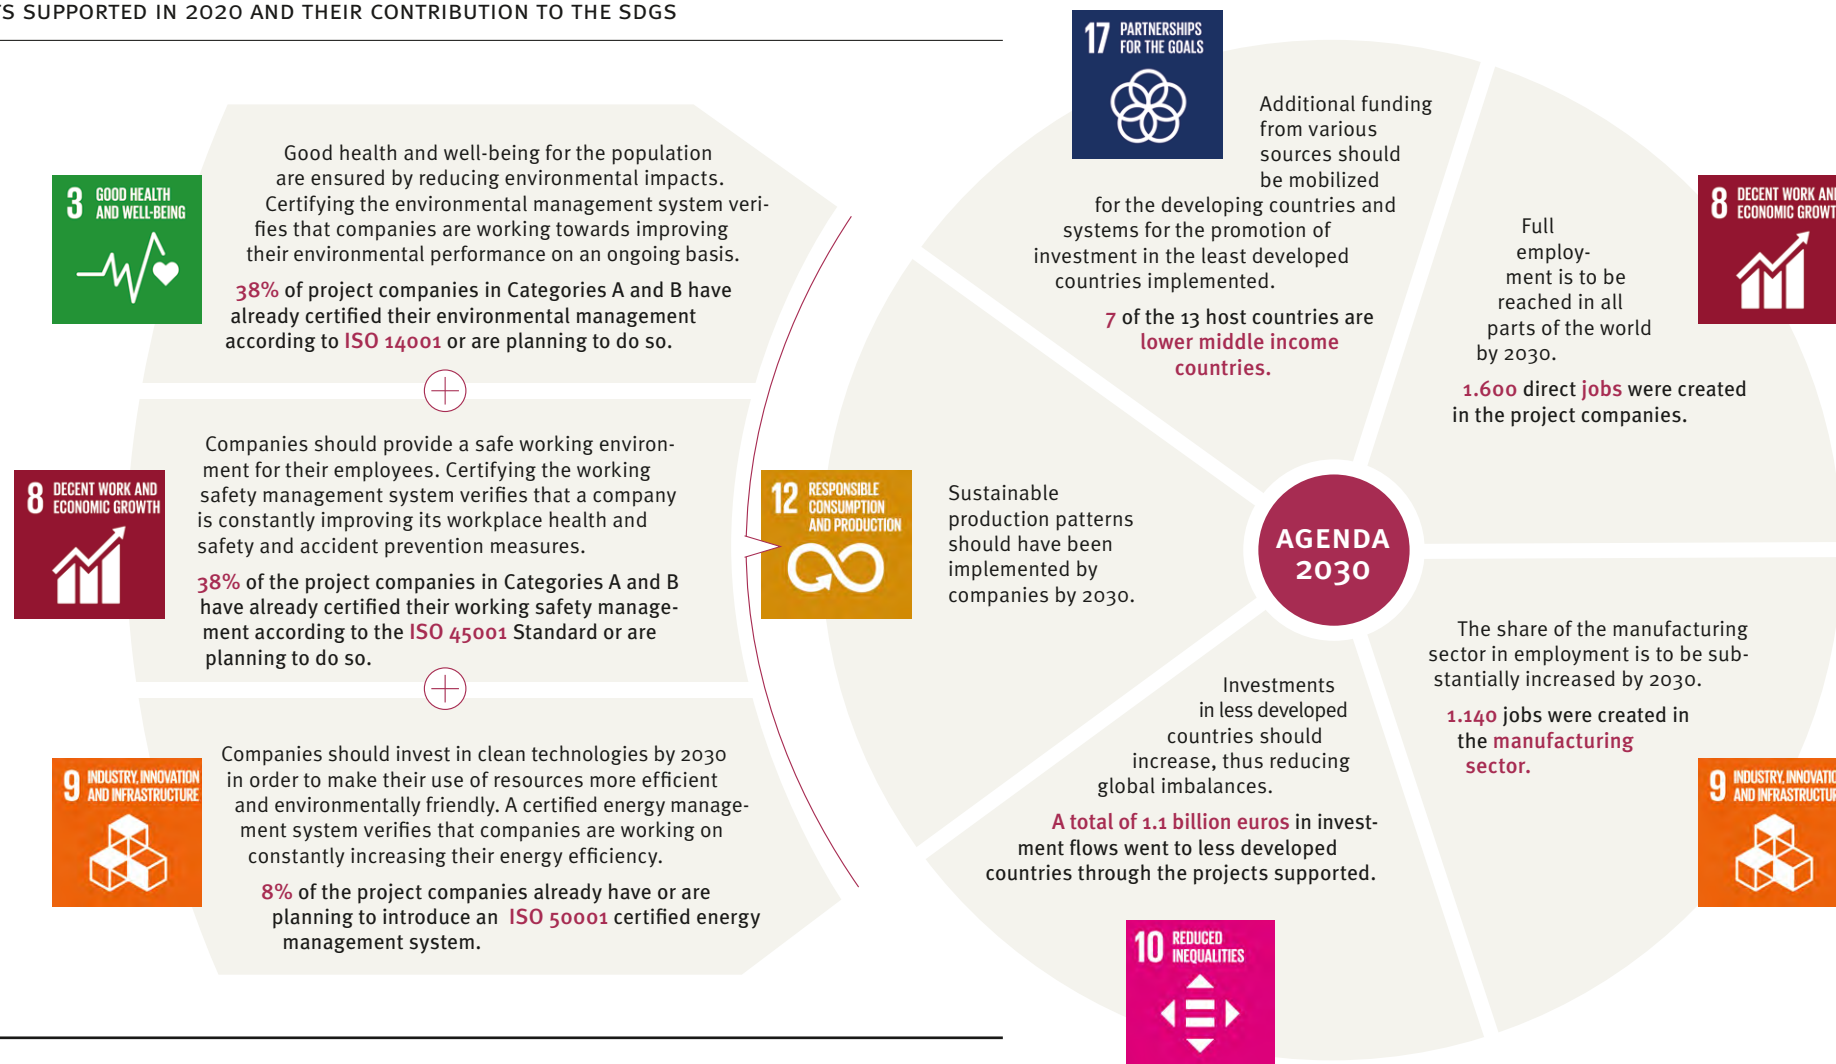 TS SUPPORTED IN 2020 AND THEIR CONTRIBUTION TO THE SDGS
3 GOOD HEALTH
AND WELL-BEING
Good health and well-being for the population
are ensured by reducing environmental impacts.
Certifying the environmental management system veri-
fies that companies are working towards improving
their environmental performance on an ongoing basis.
38% of project companies in Categories A and B have
already certified their environmental management
according to ISO 14001 or are planning to do so.
8 DECENT WORK AND
ECONOMIC GROWTH
Companies should provide a safe working environ-
ment for their employees. Certifying the working
safety management system verifies that a company
is constantly improving its workplace health and
safety and accident prevention measures.
38% of the project companies in Categories A and B
have already certified their working safety manage-
ment according to the ISO 45001 Standard or are
planning to do so.
9 INDUSTRY, INNOVATION
AND INFRASTRUCTURE
Companies should invest in clean technologies by 2030
in order to make their use of resources more efficient
and environmentally friendly. A certified energy manage-
ment system verifies that companies are working on
constantly increasing their energy efficiency.
8% of the project companies already have or are
planning to introduce an ISO 50001 certified energy
management system.
12 RESPONSIBLE
CONSUMPTION
AND PRODUCTION
Sustainable
production patterns
should have been
implemented by
companies by 2030.
17 PARTNERSHIPS
FOR THE GOALS
Additional funding
from various
sources should
be mobilized
for the developing countries and
systems for the promotion of
investment in the least developed
countries implemented.
7 of the 13 host countries are
lower middle income
countries.
8 DECENT WORK AND
ECONOMIC GROWT
Full
employ-
ment is to be
reached in all
parts of the world
by 2030.
1.600 direct jobs were created
in the project companies.
AGENDA
2030
The share of the manufacturing
sector in employment is to be sub-
stantially increased by 2030.
1.140 jobs were created in
the manufacturing
sector.
9 INDUSTRY, INNOVATIO
AND INFRASTRUCTUR
Investments
in less developed
countries should
increase, thus reducing
global imbalances.
A total of 1.1 billion euros in invest-
ment flows went to less developed
countries through the projects supported.
10 REDUCED
INEQUALITIES